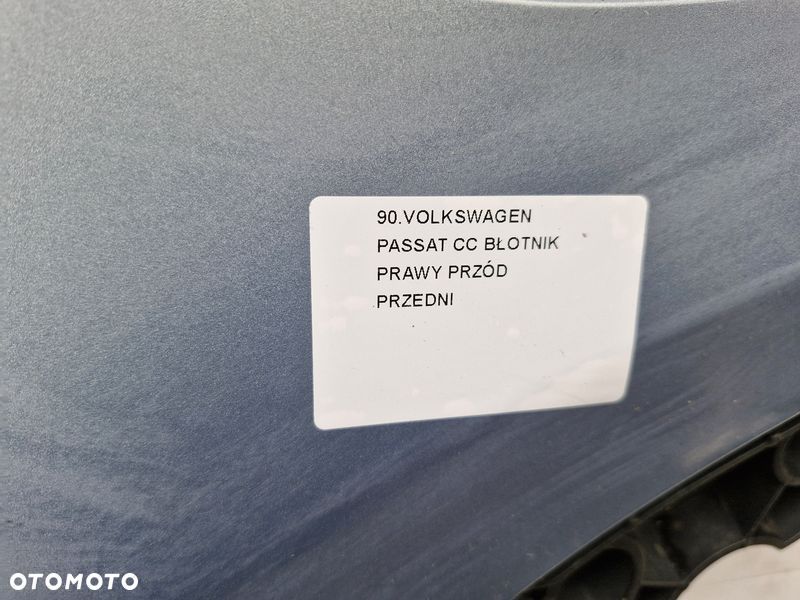 90.VOLKSWAGEN
PASSAT CC BŁOTNIK
PRAWY PRZÓD
PRZEDNI
OTOMOTO